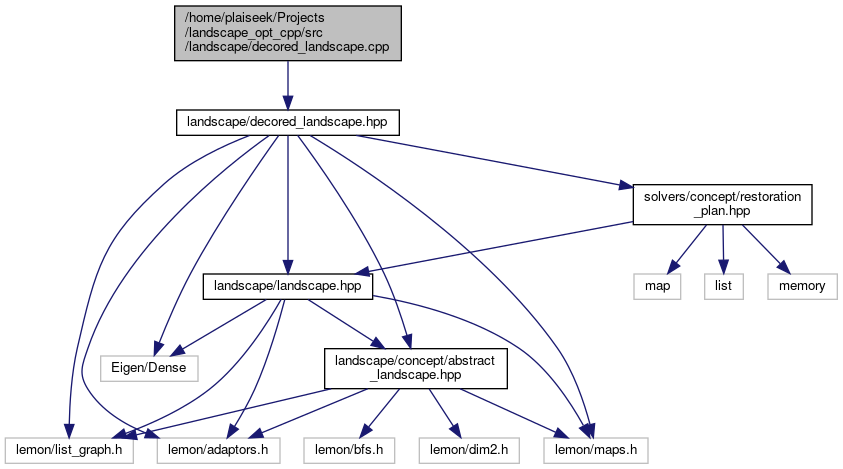 /home/plaiseek/Projects
/landscape_opt_cpp/src
/landscape/decored_landscape.cpp
landscape/decored_landscape.hpp
solvers/concept/restoration
_plan.hpp
landscape/landscape.hpp
map
list
memory
Eigen/Dense
landscape/concept/abstract
_landscape.hpp
lemon/list_graph.h
lemon/adaptors.h
lemon/bfs.h
lemon/dim2.h
lemon/maps.h